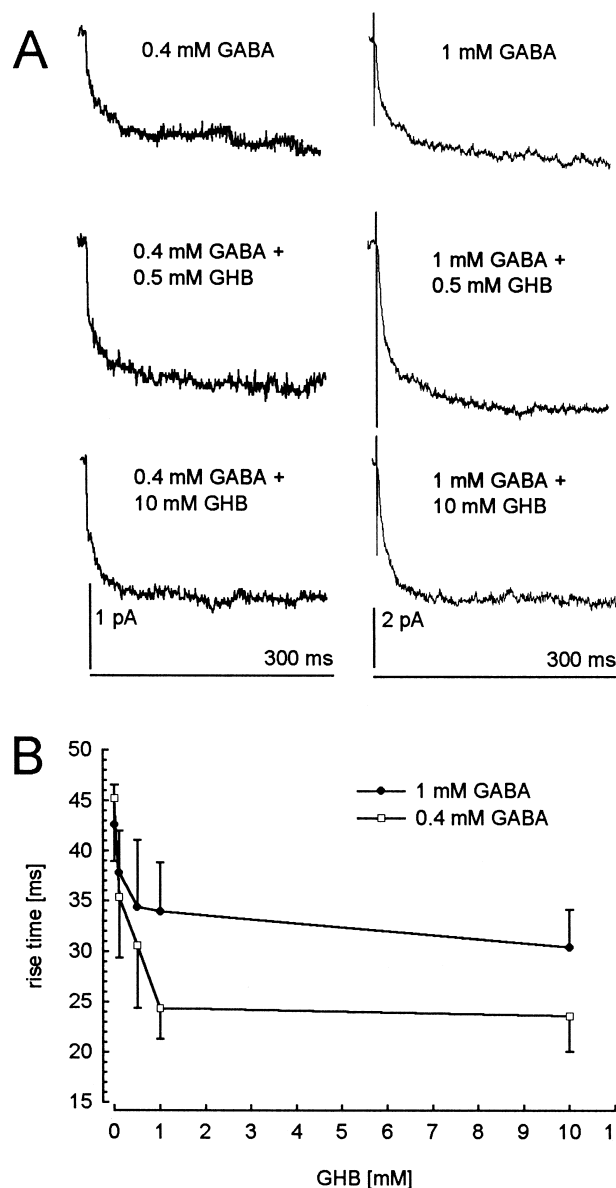 A
0.4 mM GABA
1 mM GABA
0.4 mM GABA +
0.5 mM GHB
1 mM GABA +
0.5 mM GHB
0.4 mM GABA +
10 mM GHB
1 mM GABA +
10 mM GHB
1 pA
300 ms
2 pA
300 ms
B
50
45
40
35
30
25
20
15
rise time [ms]
1 mM GABA
0.4 mM GABA
0 1 2 3 4 5 6 7 8 9 10 1
GHB [mM]